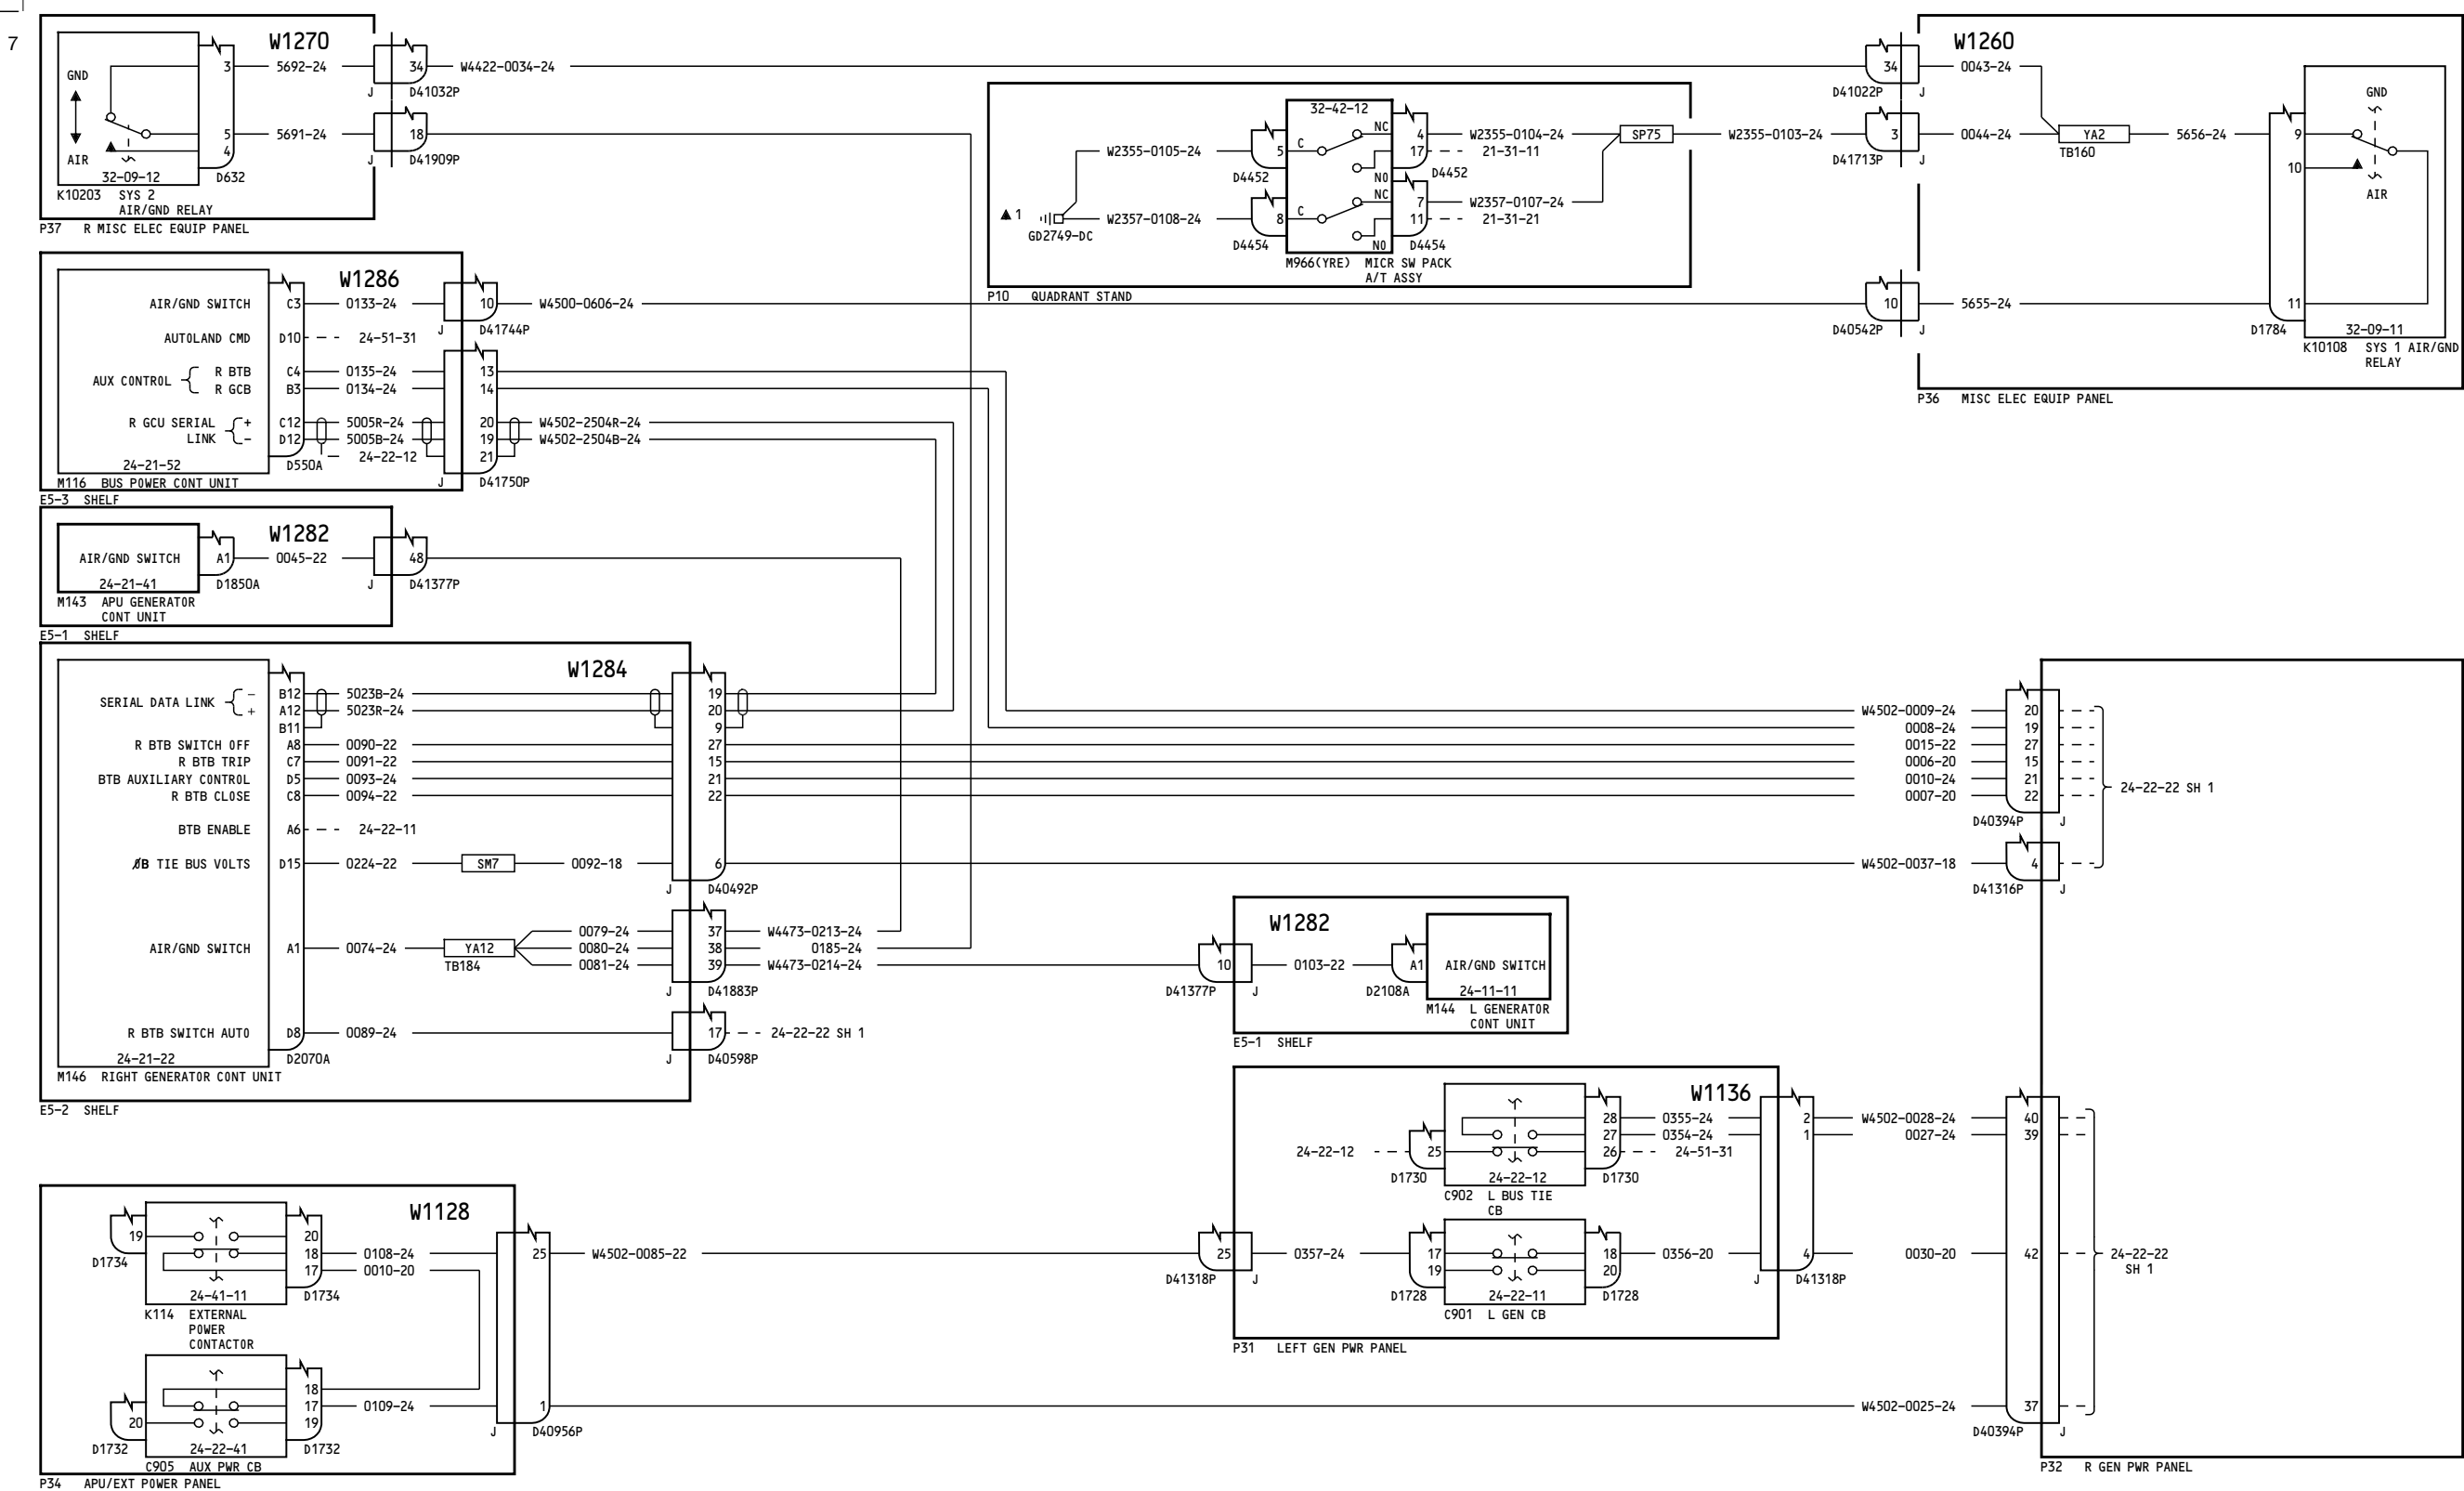 7
W1270
GND
AIR
3
5
4
5692-24
5691-24
32-09-12
D632
K10203 SYS 2
AIR/GND RELAY
P37 R MISC ELEC EQUIP PANEL
34
W4422-0034-24
J
D41032P
18
J
D41909P
W1286
AIR/GND SWITCH C3 0133-24
AUTOLAND CMD D10 24-51-31
AUX CONTROL
R BTB C4 0135-24
R GCB B3 0134-24
R GCU SERIAL
LINK
+ C12 5005R-24
- D12 5005B-24
24-22-12
24-21-52
D550A
M116 BUS POWER CONT UNIT
E5-3 SHELF
10 W4500-0606-24
J D41744P
13
14
20 W4502-2504R-24
19 W4502-2504B-24
21
J D41750P
W1282
AIR/GND SWITCH A1 0045-22
24-21-41
D1850A
M143 APU GENERATOR
CONT UNIT
E5-1 SHELF
48
J D41377P
W1284
SERIAL DATA LINK
- B12 5023B-24
+ A12 5023R-24
B11
R BTB SWITCH OFF A8 0090-22
R BTB TRIP C7 0091-22
BTB AUXILIARY CONTROL D5 0093-24
R BTB CLOSE C8 0094-22
BTB ENABLE A6 24-22-11
ØB TIE BUS VOLTS D15 0224-22 SM7 0092-18
AIR/GND SWITCH A1 0074-24 YA12
TB184
0079-24
0080-24
0081-24
R BTB SWITCH AUTO D8 0089-24
24-21-22
D2070A
M146 RIGHT GENERATOR CONT UNIT
E5-2 SHELF
19
20
9
27
15
21
22
6
J D40492P
37 W4473-0213-24
38 0185-24
39 W4473-0214-24
J D41883P
17 24-22-22 SH 1
J D40598P
W1128
19
D1734
20
18 0108-24
17 0010-20
24-41-11
D1734
K114 EXTERNAL
POWER
CONTACTOR
18
17 0109-24
20
19
D1732
24-22-41
D1732
C905 AUX PWR CB
P34 APU/EXT POWER PANEL
25 W4502-0085-22
1
J D40956P
1
GD2749-DC
W2355-0105-24
W2357-0108-24
5 C
D4452
8 C
D4454
32-42-12
NC
NO
NC
NO
4 W2355-0104-24
17 21-31-11
D4452
7 W2357-0107-24
11 21-31-21
D4454
M966(YRE) MICR SW PACK
A/T ASSY
P10 QUADRANT STAND
SP75
W2355-0103-24
W1260
34 0043-24
D41022P J
3 0044-24
D41713P J
YA2
TB160
5656-24
10 5655-24
D40542P J
9
10
11
D1784
GND
AIR
32-09-11
K10108 SYS 1 AIR/GND
RELAY
P36 MISC ELEC EQUIP PANEL
W4502-0009-24 20
0008-24 19
0015-22 27
0006-20 15
0010-24 21
0007-20 22
D40394P J
24-22-22 SH 1
W4502-0037-18 4
D41316P J
W1282
10 0103-22 A1
D41377P J
D2108A
AIR/GND SWITCH
24-11-11
M144 L GENERATOR
CONT UNIT
E5-1 SHELF
W1136
24-22-12 25
D1730
28 0355-24
27 0354-24
26 24-51-31
24-22-12
D1730
C902 L BUS TIE
CB
25 0357-24
D41318P J
17
19
D1728
18 0356-20
20
24-22-11
D1728
C901 L GEN CB
P31 LEFT GEN PWR PANEL
2 W4502-0028-24
1 0027-24
4 0030-20
J D41318P
40
39
42
24-22-22
SH 1
W4502-0025-24 37
D40394P J
P32 R GEN PWR PANEL